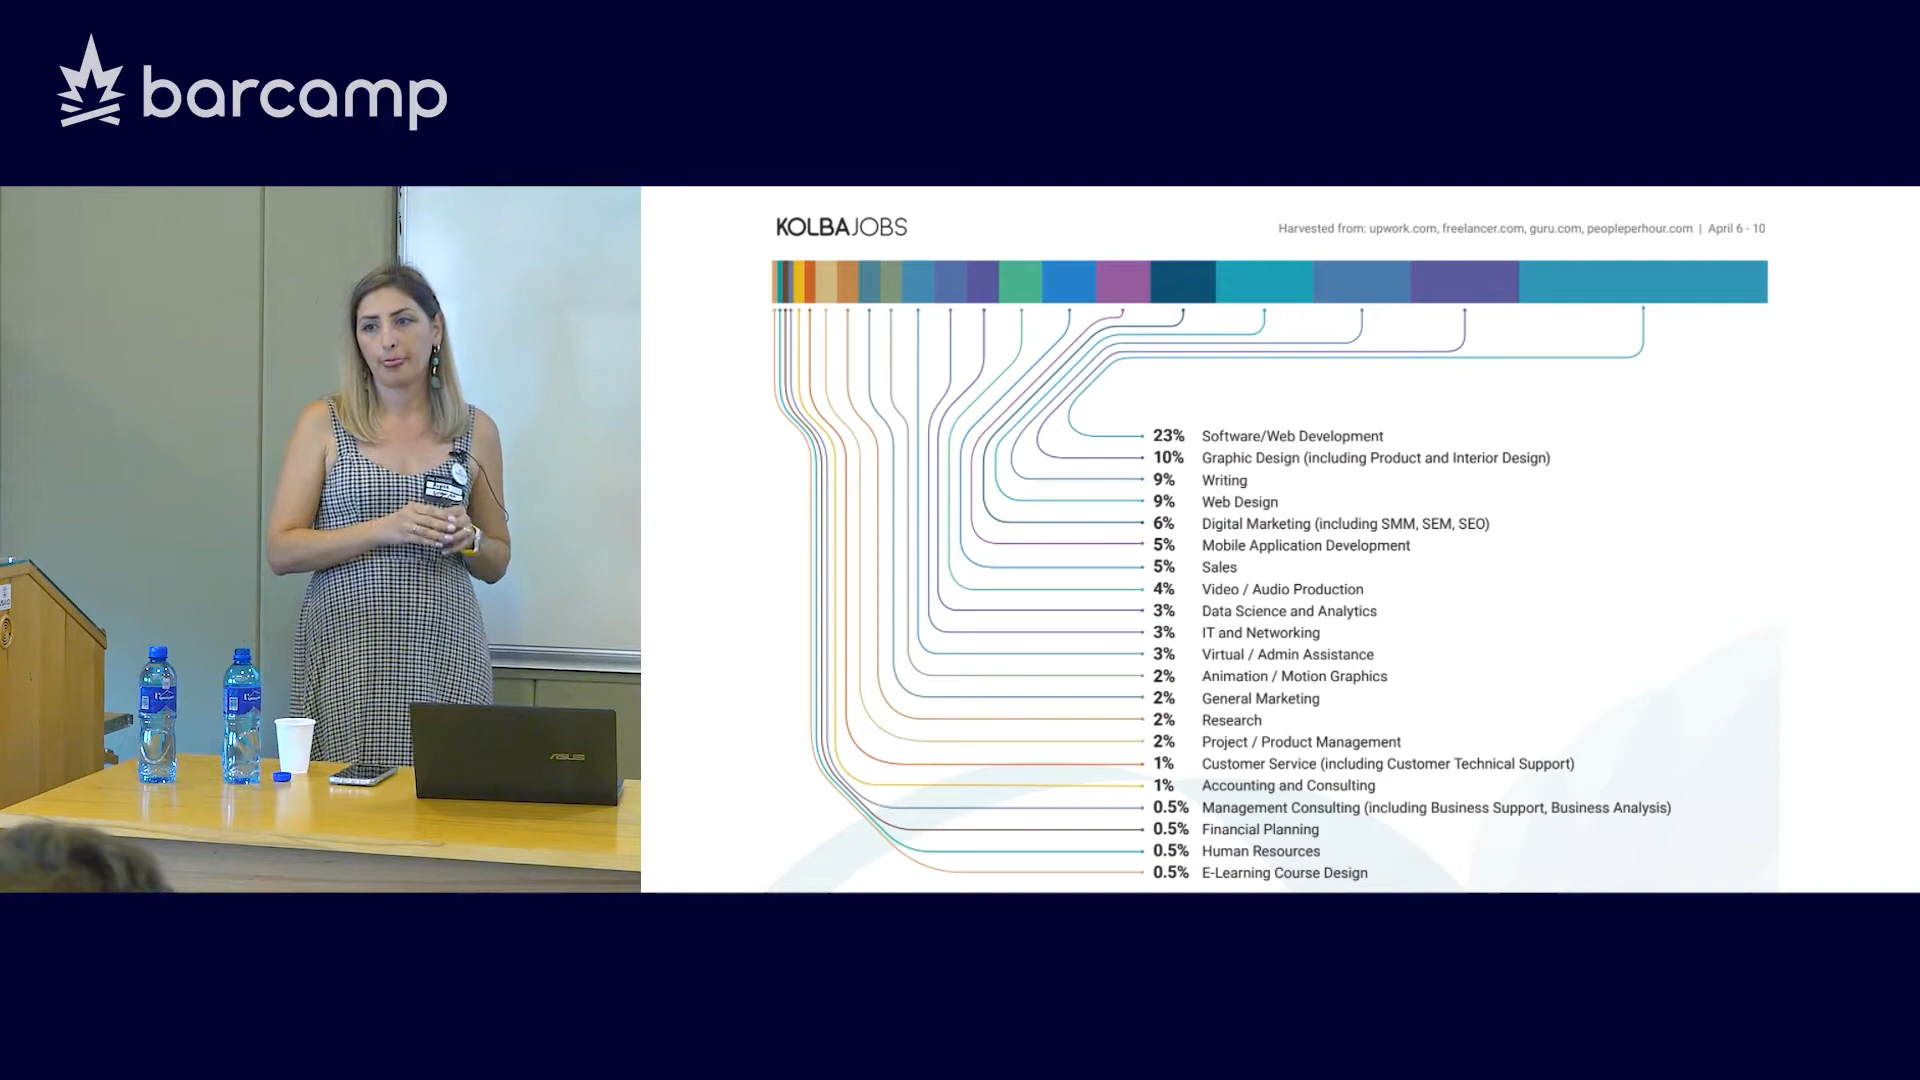 barcamp
KOLBAJOBS
Harvested from: upwork.com, freelancer.com, guru.com, peopleperhour.com | April 6 - 10
23% Software/Web Development
10% Graphic Design (including Product and Interior Design)
9% Writing
9% Web Design
6% Digital Marketing (including SMM, SEM, SEO)
5% Mobile Application Development
5% Sales
4% Video / Audio Production
3% Data Science and Analytics
3% IT and Networking
3% Virtual / Admin Assistance
2% Animation / Motion Graphics
2% General Marketing
2% Research
2% Project / Product Management
1% Customer Service (including Customer Technical Support)
1% Accounting and Consulting
0.5% Management Consulting (including Business Support, Business Analysis)
0.5% Financial Planning
0.5% Human Resources
0.5% E-Learning Course Design
ASUS